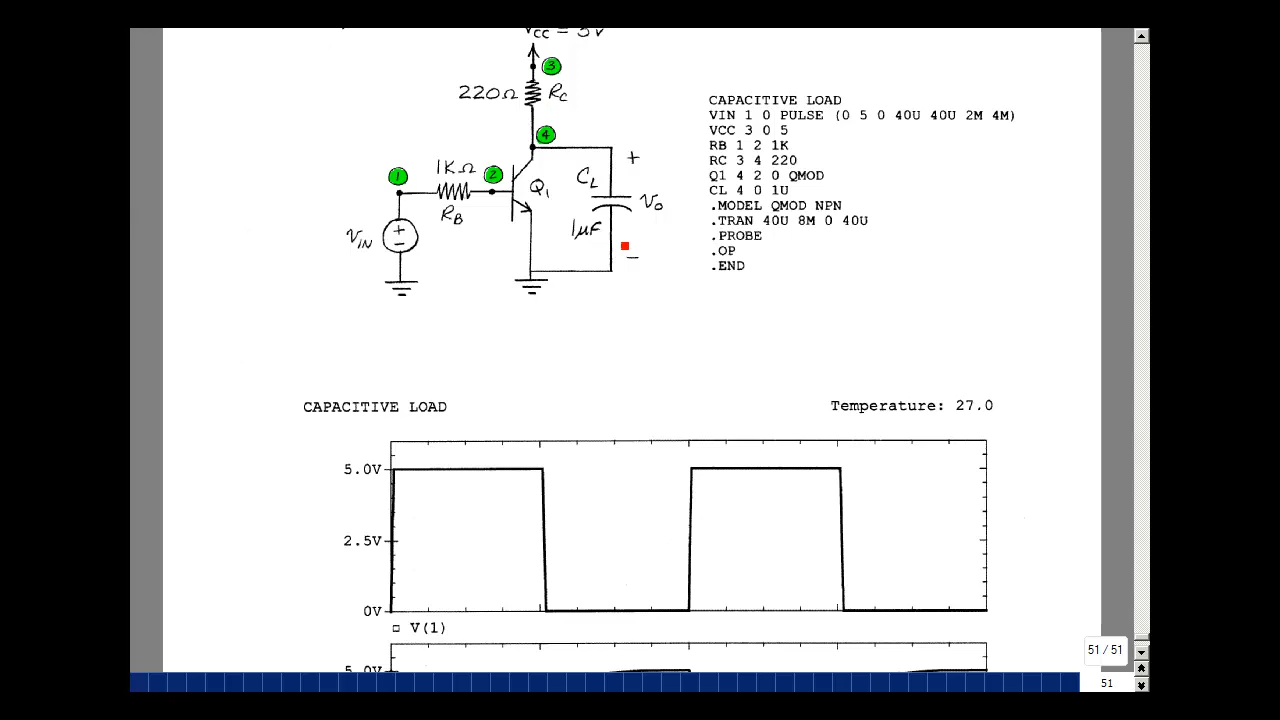 VCC = 5V
3
220Ω RC
4
1KΩ
1
2
RB
Q1
CL
+
VO
1μF
−
VIN
+
−
CAPACITIVE LOAD
VIN 1 0 PULSE (0 5 0 40U 40U 2M 4M)
VCC 3 0 5
RB 1 2 1K
RC 3 4 220
Q1 4 2 0 QMOD
CL 4 0 1U
.MODEL QMOD NPN
.TRAN 40U 8M 0 40U
.PROBE
.OP
.END
CAPACITIVE LOAD
Temperature: 27.0
5.0V
2.5V
0V
V(1)
5.0V
51 / 51
51